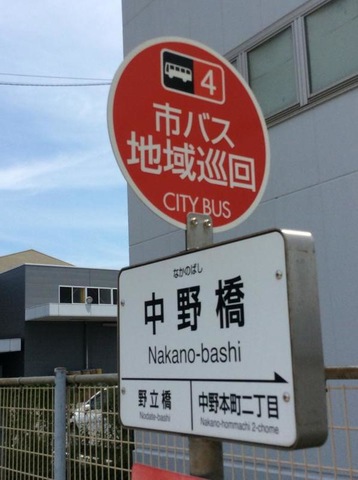 4
市バス
地域巡回
CITY BUS
なかのばし
中野橋
Nakano-bashi
野立橋
Nodate-bashi
中野本町二丁目
Nakano-hommachi 2-chome